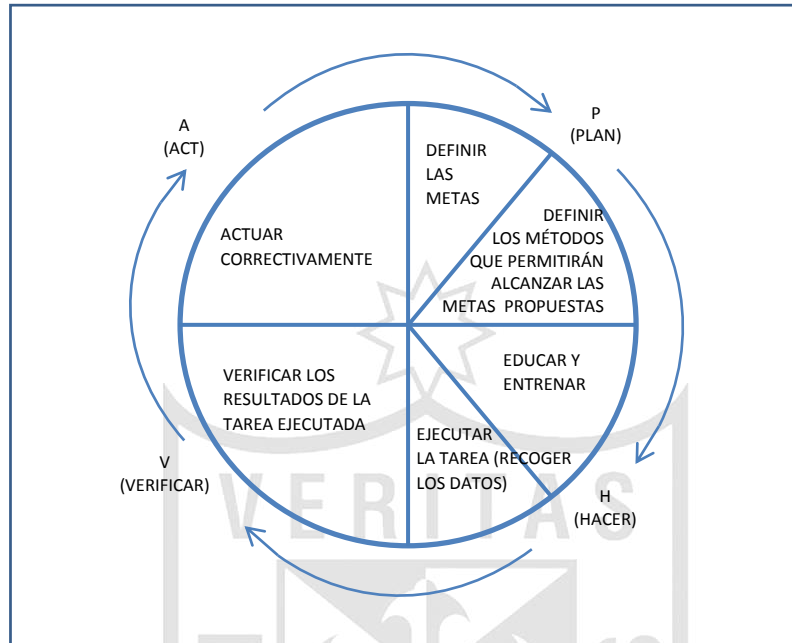 A
(ACT)
P
(PLAN)
DEFINIR
LAS
METAS
DEFINIR
LOS MÉTODOS
QUE PERMITIRÁN
ALCANZAR LAS
METAS PROPUESTAS
ACTUAR
CORRECTIVAMENTE
EDUCAR Y
ENTRENAR
VERIFICAR LOS
RESULTADOS DE LA
TAREA EJECUTADA
EJECUTAR
LA TAREA (RECOGER
LOS DATOS)
V
(VERIFICAR)
H
(HACER)
VERITAS